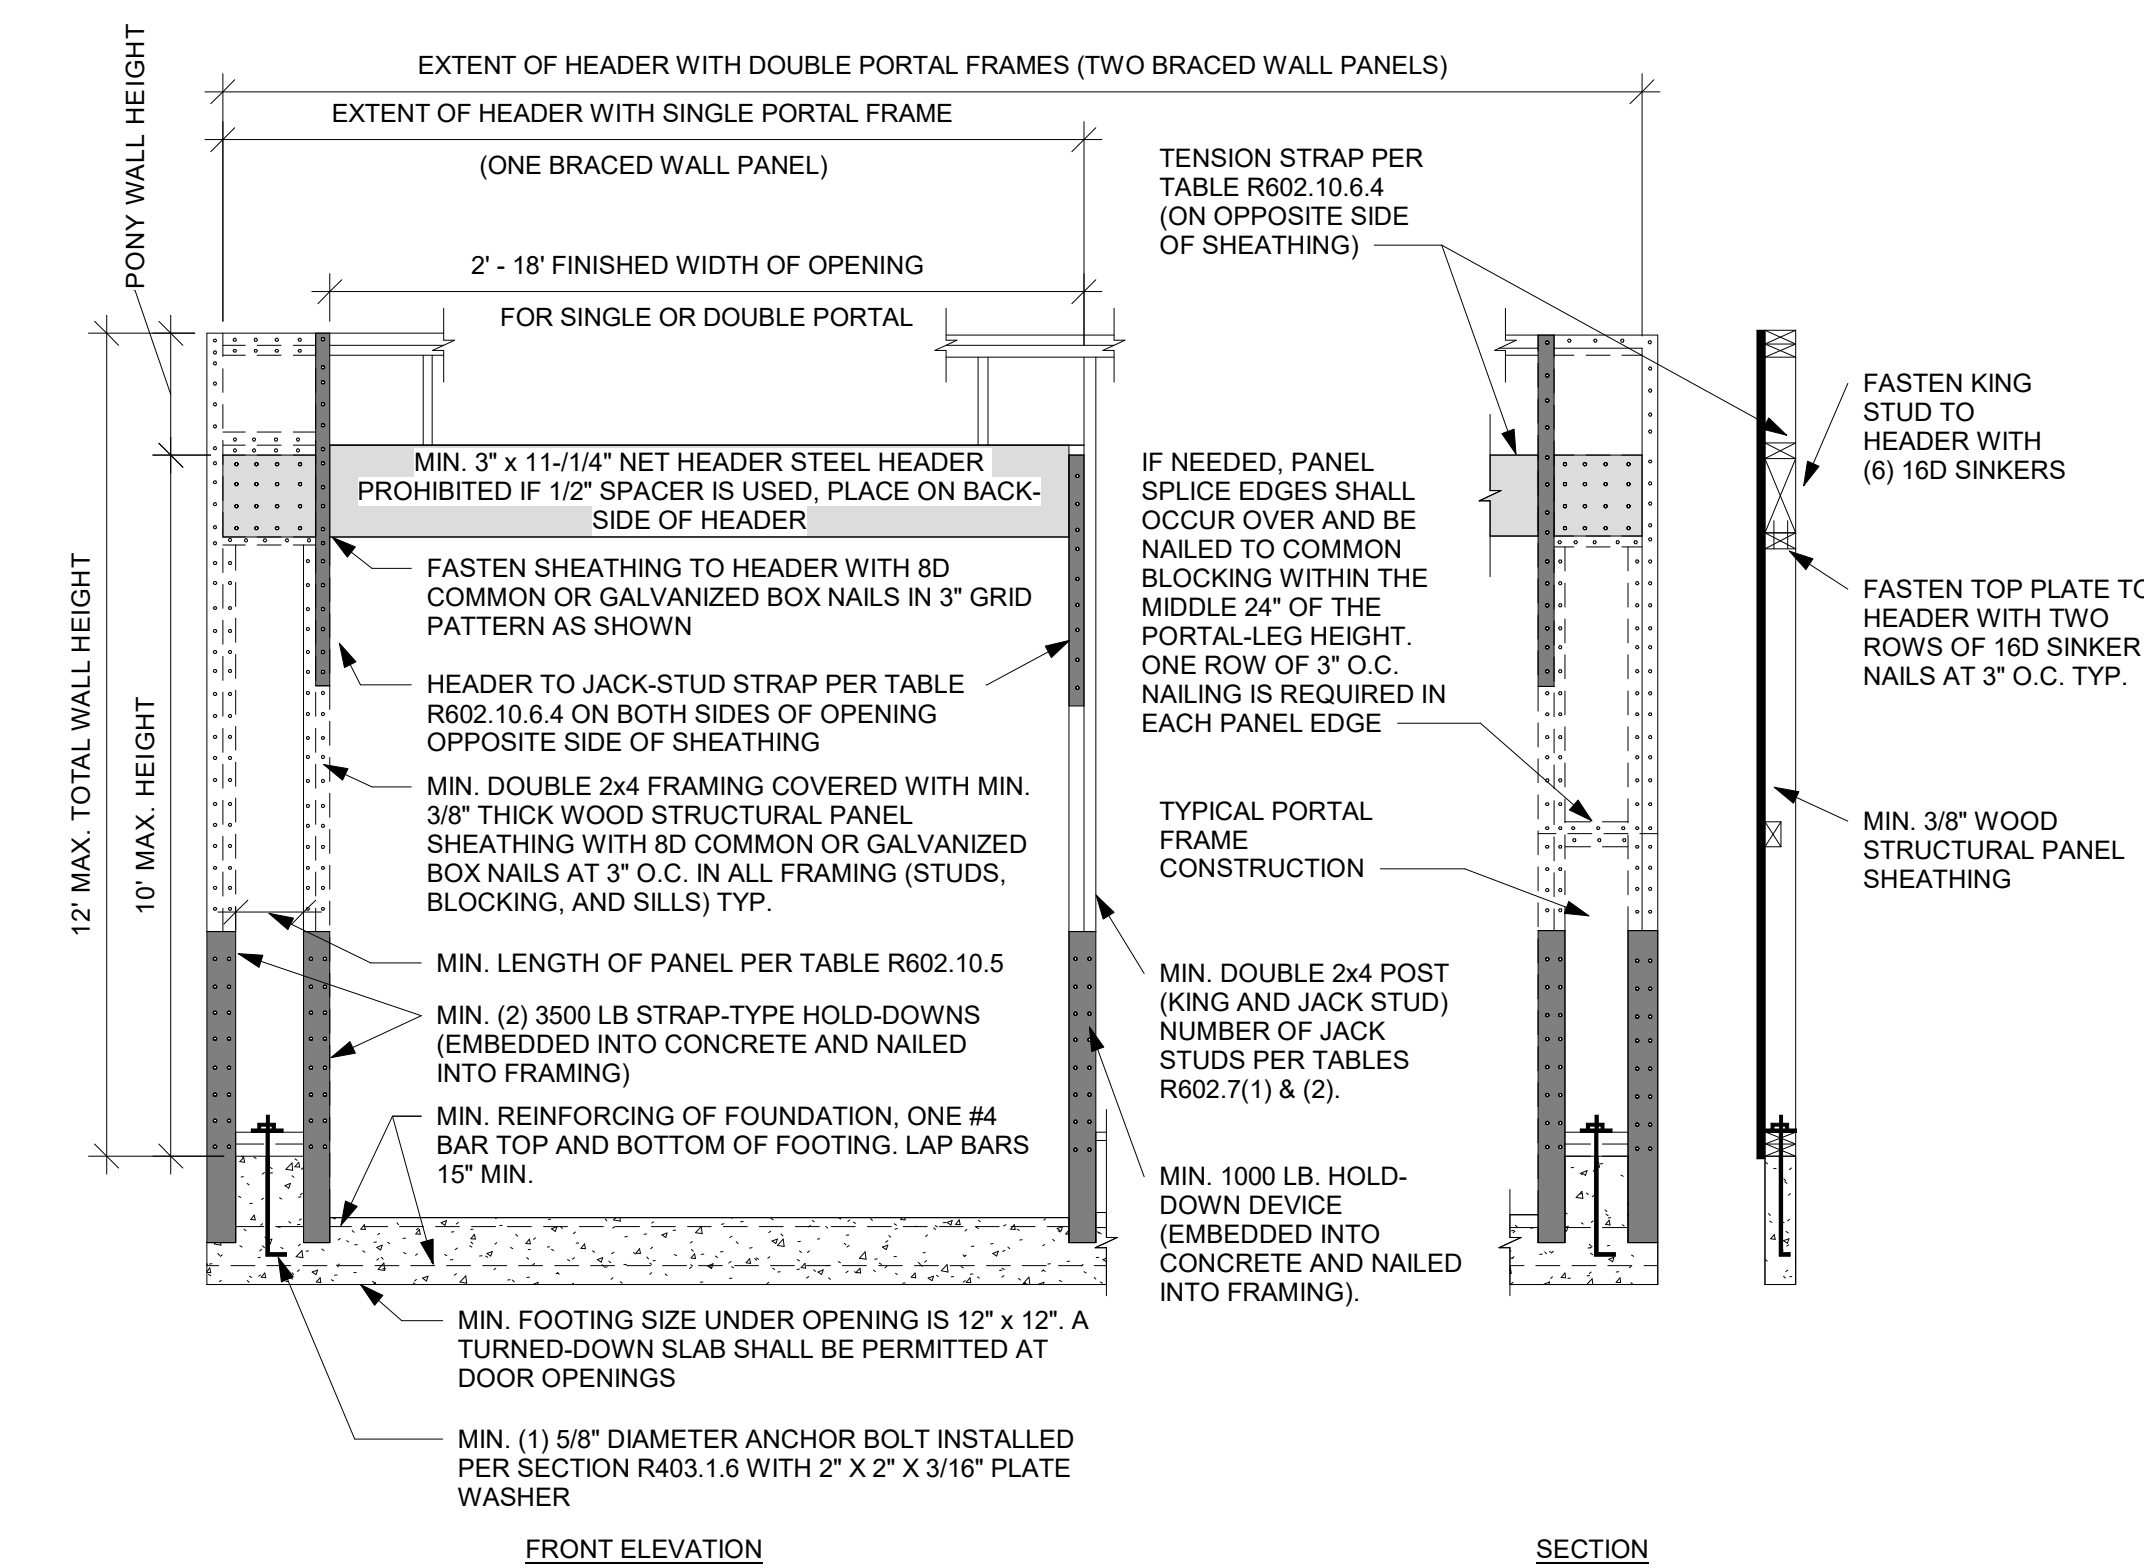 PONY WALL HEIGHT
EXTENT OF HEADER WITH DOUBLE PORTAL FRAMES (TWO BRACED WALL PANELS)
EXTENT OF HEADER WITH SINGLE PORTAL FRAME
(ONE BRACED WALL PANEL)
2' - 18' FINISHED WIDTH OF OPENING
FOR SINGLE OR DOUBLE PORTAL
TENSION STRAP PER
TABLE R602.10.6.4
(ON OPPOSITE SIDE
OF SHEATHING)
12' MAX. TOTAL WALL HEIGHT
10' MAX. HEIGHT
MIN. 3" x 11-/1/4" NET HEADER STEEL HEADER
PROHIBITED IF 1/2" SPACER IS USED, PLACE ON BACK-
SIDE OF HEADER
FASTEN SHEATHING TO HEADER WITH 8D
COMMON OR GALVANIZED BOX NAILS IN 3" GRID
PATTERN AS SHOWN
HEADER TO JACK-STUD STRAP PER TABLE
R602.10.6.4 ON BOTH SIDES OF OPENING
OPPOSITE SIDE OF SHEATHING
MIN. DOUBLE 2x4 FRAMING COVERED WITH MIN.
3/8" THICK WOOD STRUCTURAL PANEL
SHEATHING WITH 8D COMMON OR GALVANIZED
BOX NAILS AT 3" O.C. IN ALL FRAMING (STUDS,
BLOCKING, AND SILLS) TYP.
MIN. LENGTH OF PANEL PER TABLE R602.10.5
MIN. (2) 3500 LB STRAP-TYPE HOLD-DOWNS
(EMBEDDED INTO CONCRETE AND NAILED
INTO FRAMING)
MIN. REINFORCING OF FOUNDATION, ONE #4
BAR TOP AND BOTTOM OF FOOTING. LAP BARS
15" MIN.
MIN. FOOTING SIZE UNDER OPENING IS 12" x 12". A
TURNED-DOWN SLAB SHALL BE PERMITTED AT
DOOR OPENINGS
MIN. (1) 5/8" DIAMETER ANCHOR BOLT INSTALLED
PER SECTION R403.1.6 WITH 2" X 2" X 3/16" PLATE
WASHER
IF NEEDED, PANEL
SPLICE EDGES SHALL
OCCUR OVER AND BE
NAILED TO COMMON
BLOCKING WITHIN THE
MIDDLE 24" OF THE
PORTAL-LEG HEIGHT.
ONE ROW OF 3" O.C.
NAILING IS REQUIRED IN
EACH PANEL EDGE
TYPICAL PORTAL
FRAME
CONSTRUCTION
MIN. DOUBLE 2x4 POST
(KING AND JACK STUD)
NUMBER OF JACK
STUDS PER TABLES
R602.7(1) & (2).
MIN. 1000 LB. HOLD-
DOWN DEVICE
(EMBEDDED INTO
CONCRETE AND NAILED
INTO FRAMING).
FASTEN KING
STUD TO
HEADER WITH
(6) 16D SINKERS
FASTEN TOP PLATE TO
HEADER WITH TWO
ROWS OF 16D SINKER
NAILS AT 3" O.C. TYP.
MIN. 3/8" WOOD
STRUCTURAL PANEL
SHEATHING
FRONT ELEVATION
SECTION